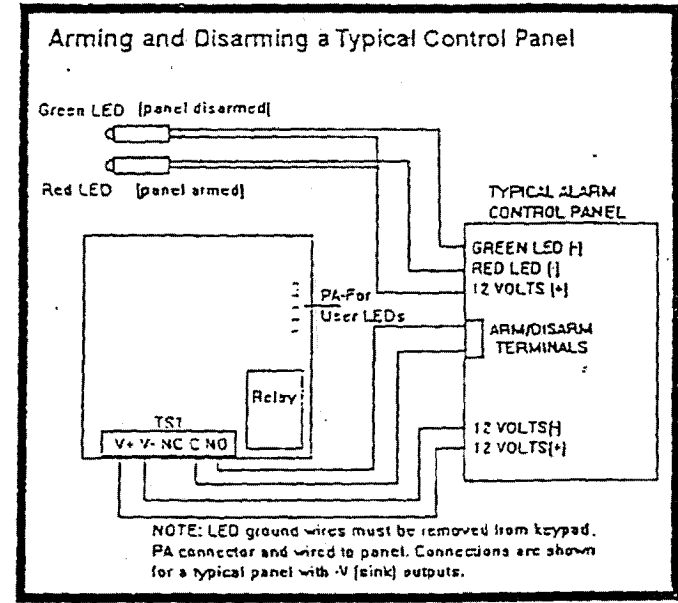 Arming and Disarming a Typical Control Panel
Green LED [panel disarmed[
Red LED [panel armed]
TYPICAL ALARM
CONTROL PANEL
GREEN LED [-]
RED LED [-]
12 VOLTS [+]
PA-For
User LEDs
ARM/DISARM
TERMINALS
Relay
TS1
V+ V- NC C NO
12 VOLTS[-]
12 VOLTS[+]
NOTE: LED ground wires must be removed from keypad,
PA connector and wired to panel. Connections are shown
for a typical panel with -V [sink] outputs.